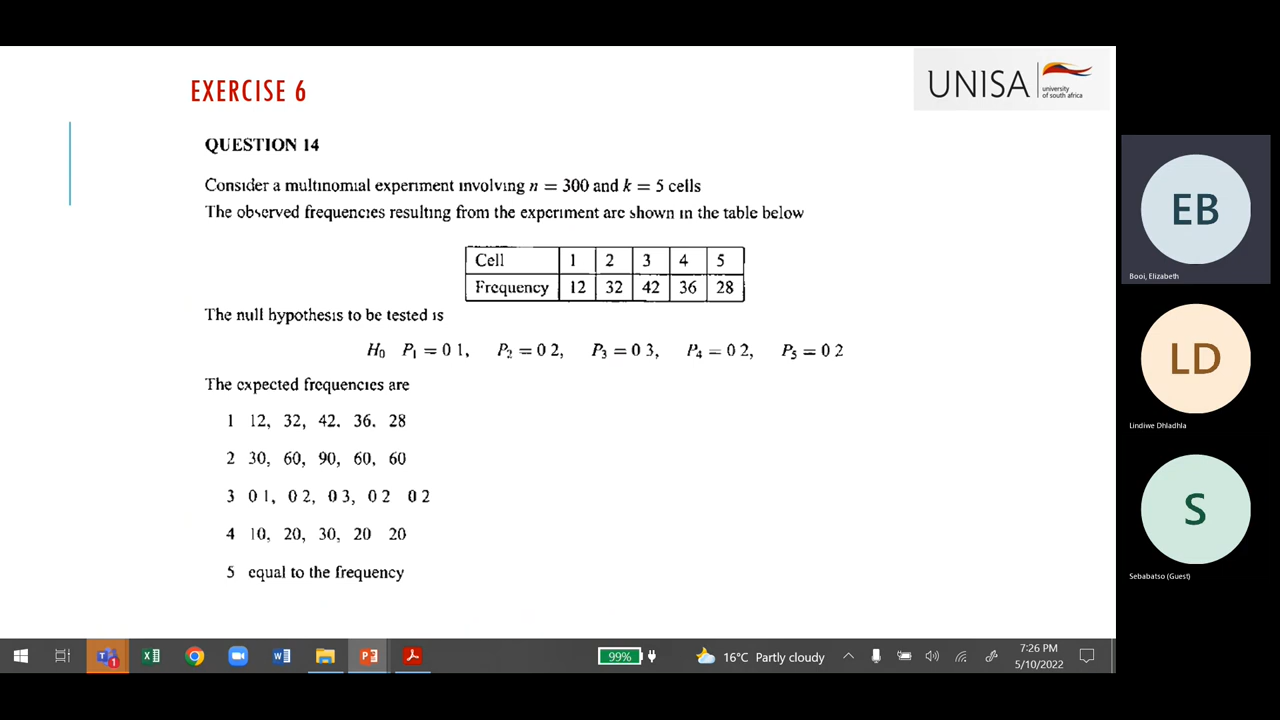 EXERCISE 6
UNISA
university
of south africa
QUESTION 14
Consider a multinomial experiment involving n = 300 and k = 5 cells
The observed frequencies resulting from the experiment are shown in the table below
Cell 1 2 3 4 5
Frequency 12 32 42 36 28
The null hypothesis to be tested is
H0 P1 = 0 1, P2 = 0 2, P3 = 0 3, P4 = 0 2, P5 = 0 2
The expected frequencies are
1 12, 32, 42. 36. 28
2 30, 60, 90, 60, 60
3 0 1, 0 2, 0 3, 0 2 0 2
4 10, 20, 30, 20 20
5 equal to the frequency
EB
Booi, Elizabeth
LD
Lindiwe Dhladhla
S
Sebabatso (Guest)
99%
16°C Partly cloudy
7:26 PM
5/10/2022